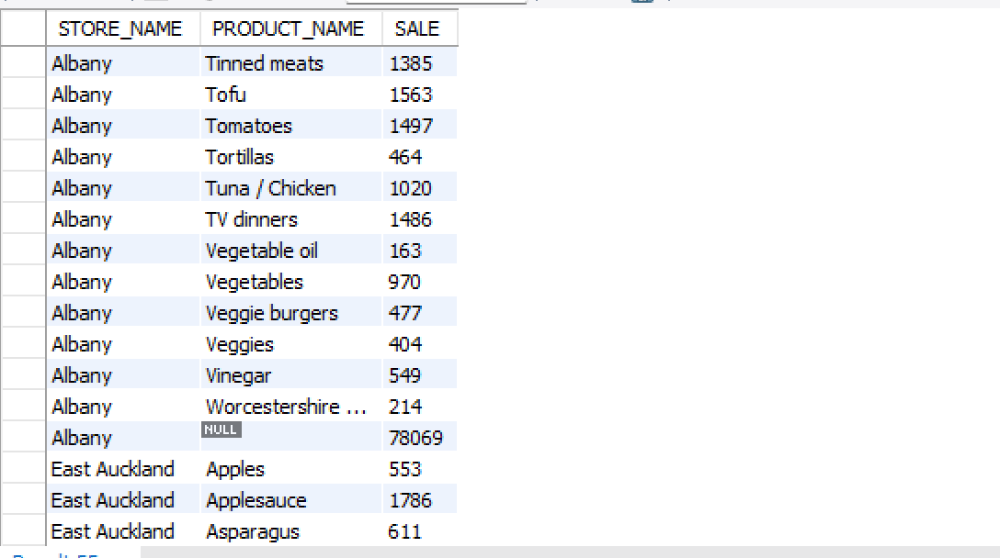 STORE_NAME PRODUCT_NAME SALE
Albany Tinned meats 1385
Albany Tofu 1563
Albany Tomatoes 1497
Albany Tortillas 464
Albany Tuna / Chicken 1020
Albany TV dinners 1486
Albany Vegetable oil 163
Albany Vegetables 970
Albany Veggie burgers 477
Albany Veggies 404
Albany Vinegar 549
Albany Worcestershire ... 214
Albany NULL 78069
East Auckland Apples 553
East Auckland Applesauce 1786
East Auckland Asparagus 611